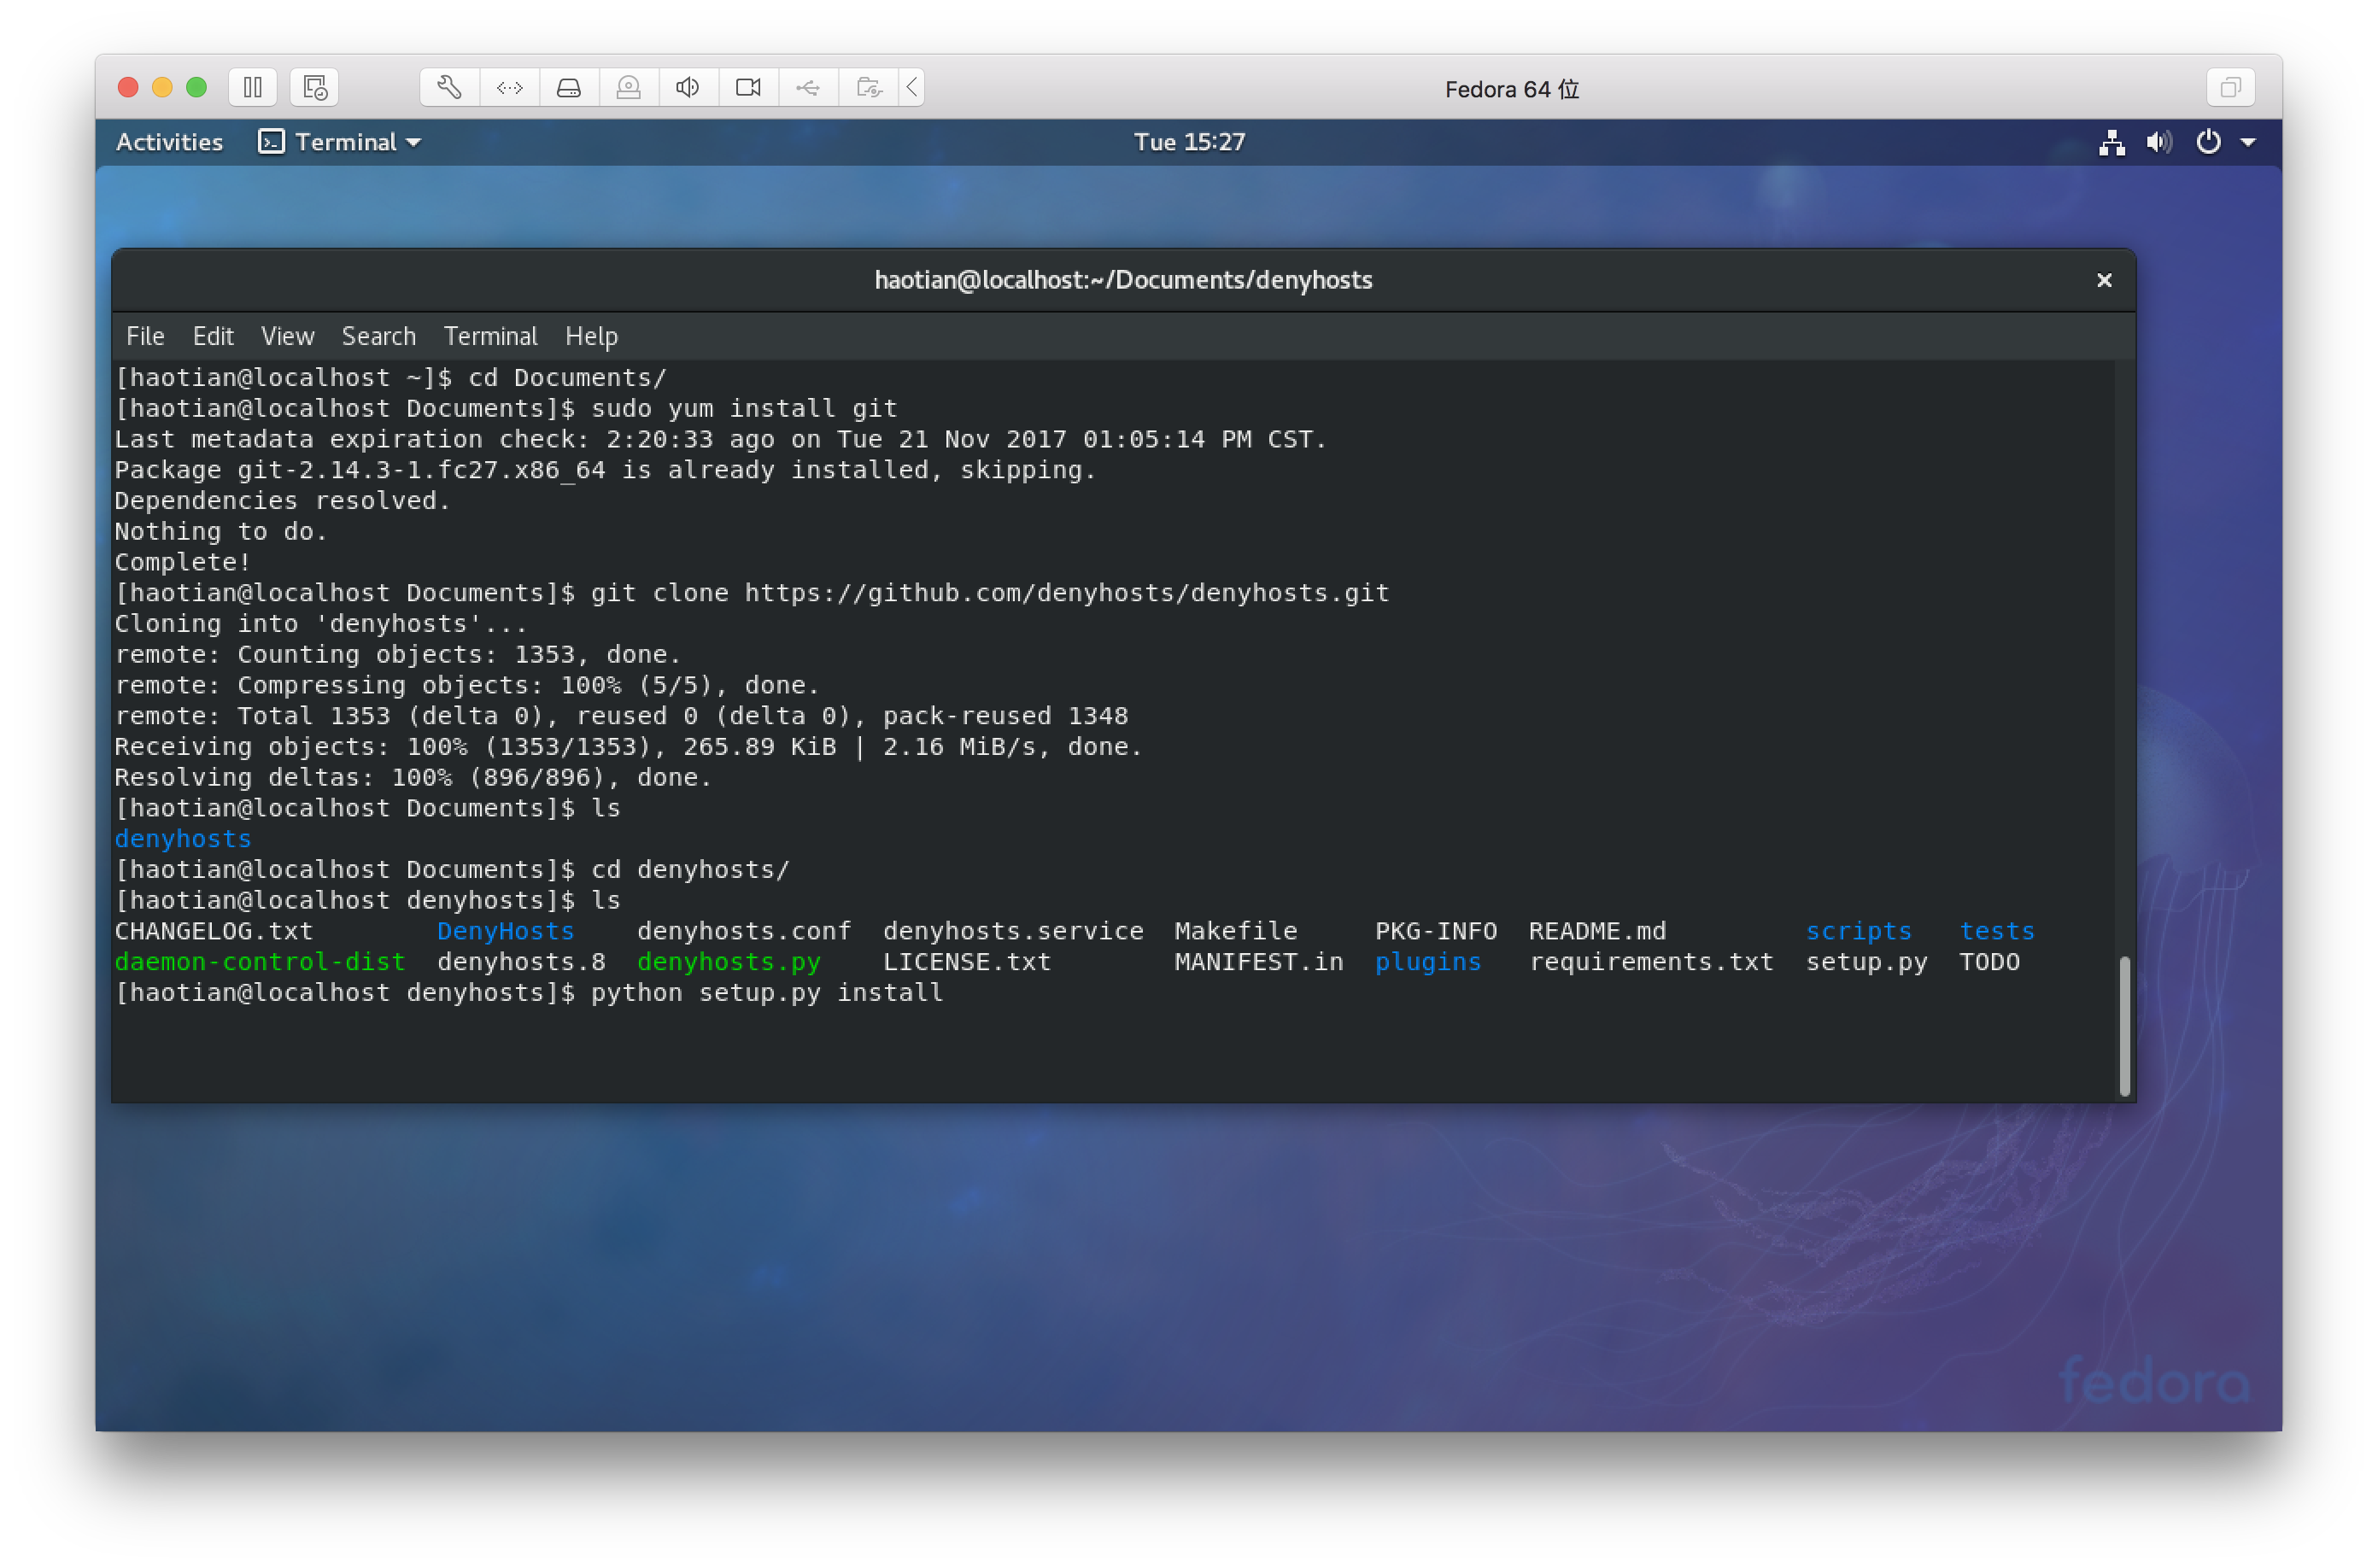 Fedora 64 位
Activities Terminal Tue 15:27
haotian@localhost:~/Documents/denyhosts
File Edit View Search Terminal Help
[haotian@localhost ~]$ cd Documents/
[haotian@localhost Documents]$ sudo yum install git
Last metadata expiration check: 2:20:33 ago on Tue 21 Nov 2017 01:05:14 PM CST.
Package git-2.14.3-1.fc27.x86_64 is already installed, skipping.
Dependencies resolved.
Nothing to do.
Complete!
[haotian@localhost Documents]$ git clone https://github.com/denyhosts/denyhosts.git
Cloning into 'denyhosts'...
remote: Counting objects: 1353, done.
remote: Compressing objects: 100% (5/5), done.
remote: Total 1353 (delta 0), reused 0 (delta 0), pack-reused 1348
Receiving objects: 100% (1353/1353), 265.89 KiB | 2.16 MiB/s, done.
Resolving deltas: 100% (896/896), done.
[haotian@localhost Documents]$ ls
denyhosts
[haotian@localhost Documents]$ cd denyhosts/
[haotian@localhost denyhosts]$ ls
CHANGELOG.txt DenyHosts denyhosts.conf denyhosts.service Makefile PKG-INFO README.md scripts tests
daemon-control-dist denyhosts.8 denyhosts.py LICENSE.txt MANIFEST.in plugins requirements.txt setup.py TODO
[haotian@localhost denyhosts]$ python setup.py install
fedora